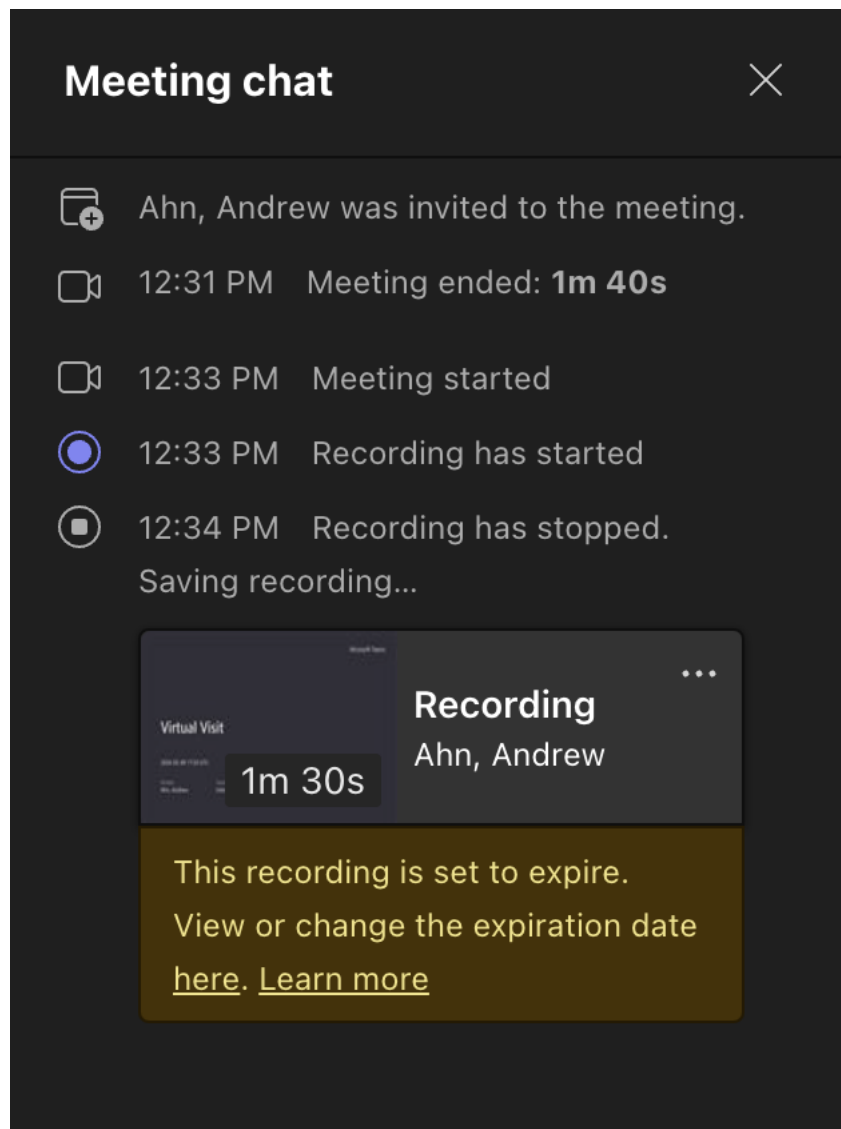 Meeting chat
Ahn, Andrew was invited to the meeting.
12:31 PM Meeting ended: 1m 40s
12:33 PM Meeting started
12:33 PM Recording has started
12:34 PM Recording has stopped.
Saving recording...
Microsoft Teams
Virtual Visit
1m 30s
Recording
Ahn, Andrew
This recording is set to expire.
View or change the expiration date
here. Learn more